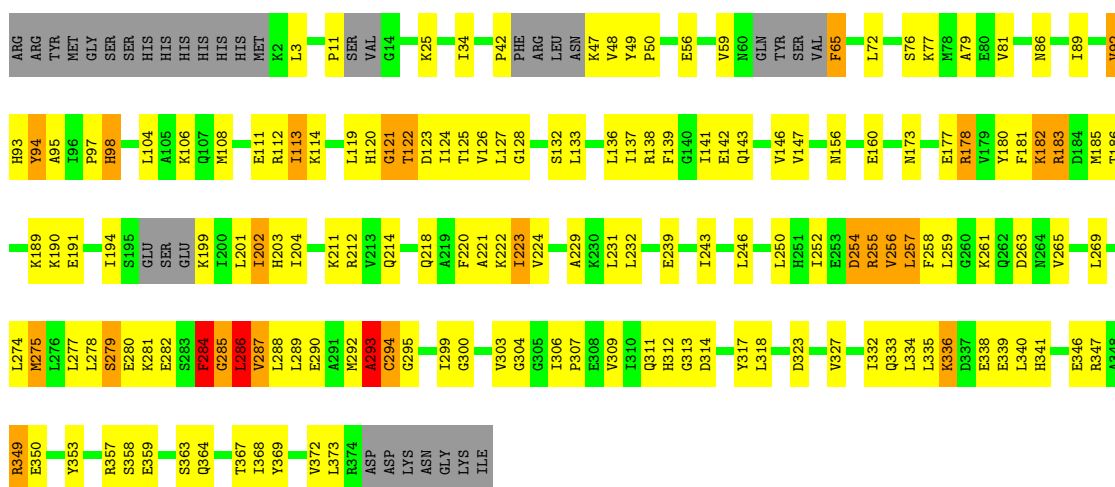 ARG ARG TYR MET GLY SER SER HIS HIS HIS HIS HIS HIS MET K2 L3 P11 SER VAL G14 K25 I34 P42 PHE ARG LEU ASN K47 V48 Y49 P50 E56 V59 N60 GLN TYR SER VAL F65 L72 S76 K77 M78 A79 E80 V81 N86 I89
H93 Y94 A95 I96 P97 H98 L104 A105 K106 Q107 M108 E111 R112 I113 K114 L119 H120 G121 T122 D123 I124 T125 V126 L127 G128 S132 L133 L136 I137 R138 F139 G140 I141 E142 Q143 V146 V147 N156 E160 N173 E177 R178 V179 Y180 F181 K182 R183 D184 M185 T186
K189 K190 E191 I194 S195 GLU SER GLU K199 I200 L201 I202 H203 I204 K211 R212 V213 Q214 Q218 A219 F220 A221 K222 I223 V224 A229 K230 L231 L232 E239 I243 L246 L250 H251 I252 E253 D254 R255 V256 L257 F258 L259 G260 K261 Q262 D263 N264 V265 L269
L274 M275 L276 L277 L278 S279 E280 K281 E282 S283 F284 G285 L286 V287 L288 L289 E290 A291 M292 A293 C294 G295 I299 G300 V303 G304 G305 I306 P307 E308 V309 I310 Q311 H312 G313 D314 Y317 L318 D323 V327 I332 Q333 L334 L335 K336 D337 E338 E339 L340 H341 E346 R347 A348
R349 E350 Y353 R357 S358 E359 S363 Q364 T367 I368 Y369 V372 L373 R374 ASP ASP LYS ASN GLY LYS ILE